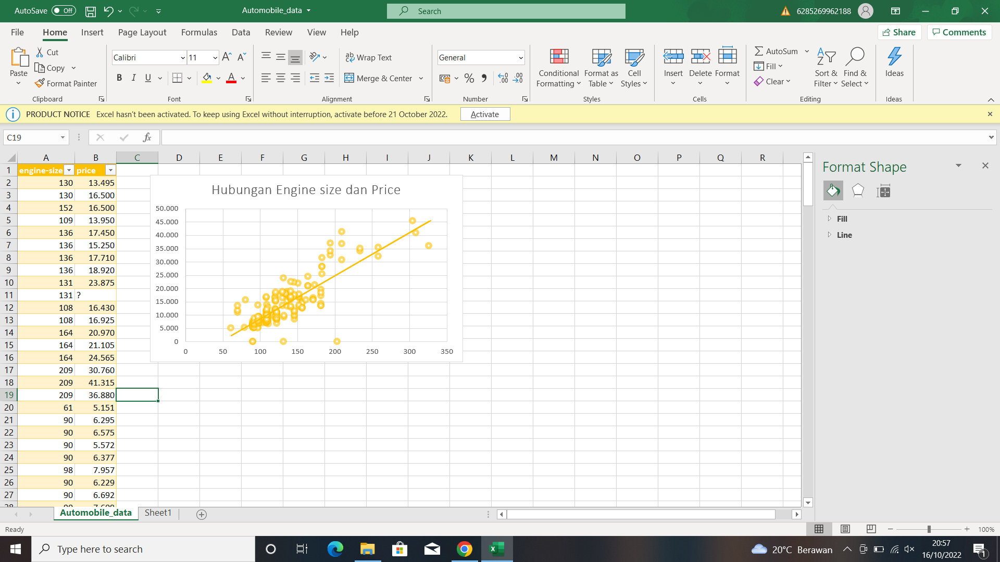 AutoSave Off Automobile_data Search 6285269962188
File Home Insert Page Layout Formulas Data Review View Help Share Comments
Paste
Cut
Copy
Format Painter
Clipboard
Calibri 11
B I U
Font
Wrap Text
Merge & Center
Alignment
General
Number
Conditional Formatting
Format as Table
Cell Styles
Styles
Insert Delete Format
Cells
AutoSum
Fill
Clear
Sort & Filter
Find & Select
Editing
Ideas
Ideas
PRODUCT NOTICE Excel hasn't been activated. To keep using Excel without interruption, activate before 21 October 2022. Activate
C19 fx
A B C D E F G H I J K L M N O P Q R
1 engine-size price
2 130 13.495
3 130 16.500
4 152 16.500
5 109 13.950
6 136 17.450
7 136 15.250
8 136 17.710
9 136 18.920
10 131 23.875
11 131 ?
12 108 16.430
13 108 16.925
14 164 20.970
15 164 21.105
16 164 24.565
17 209 30.760
18 209 41.315
19 209 36.880
20 61 5.151
21 90 6.295
22 90 6.575
23 90 5.572
24 90 6.377
25 98 7.957
26 90 6.229
27 90 6.692
Hubungan Engine size dan Price
50.000
45.000
40.000
35.000
30.000
25.000
20.000
15.000
10.000
5.000
0
0 50 100 150 200 250 300 350
Format Shape
Fill
Line
Automobile_data Sheet1
Ready 100%
Type here to search 20°C Berawan 20:57
16/10/2022 1